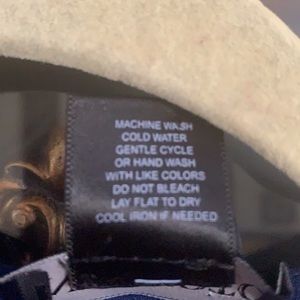 MACHINE WASH
COLD WATER
GENTLE CYCLE
OR HAND WASH
WITH LIKE COLORS
DO NOT BLEACH
LAY FLAT TO DRY
COOL IRON IF NEEDED